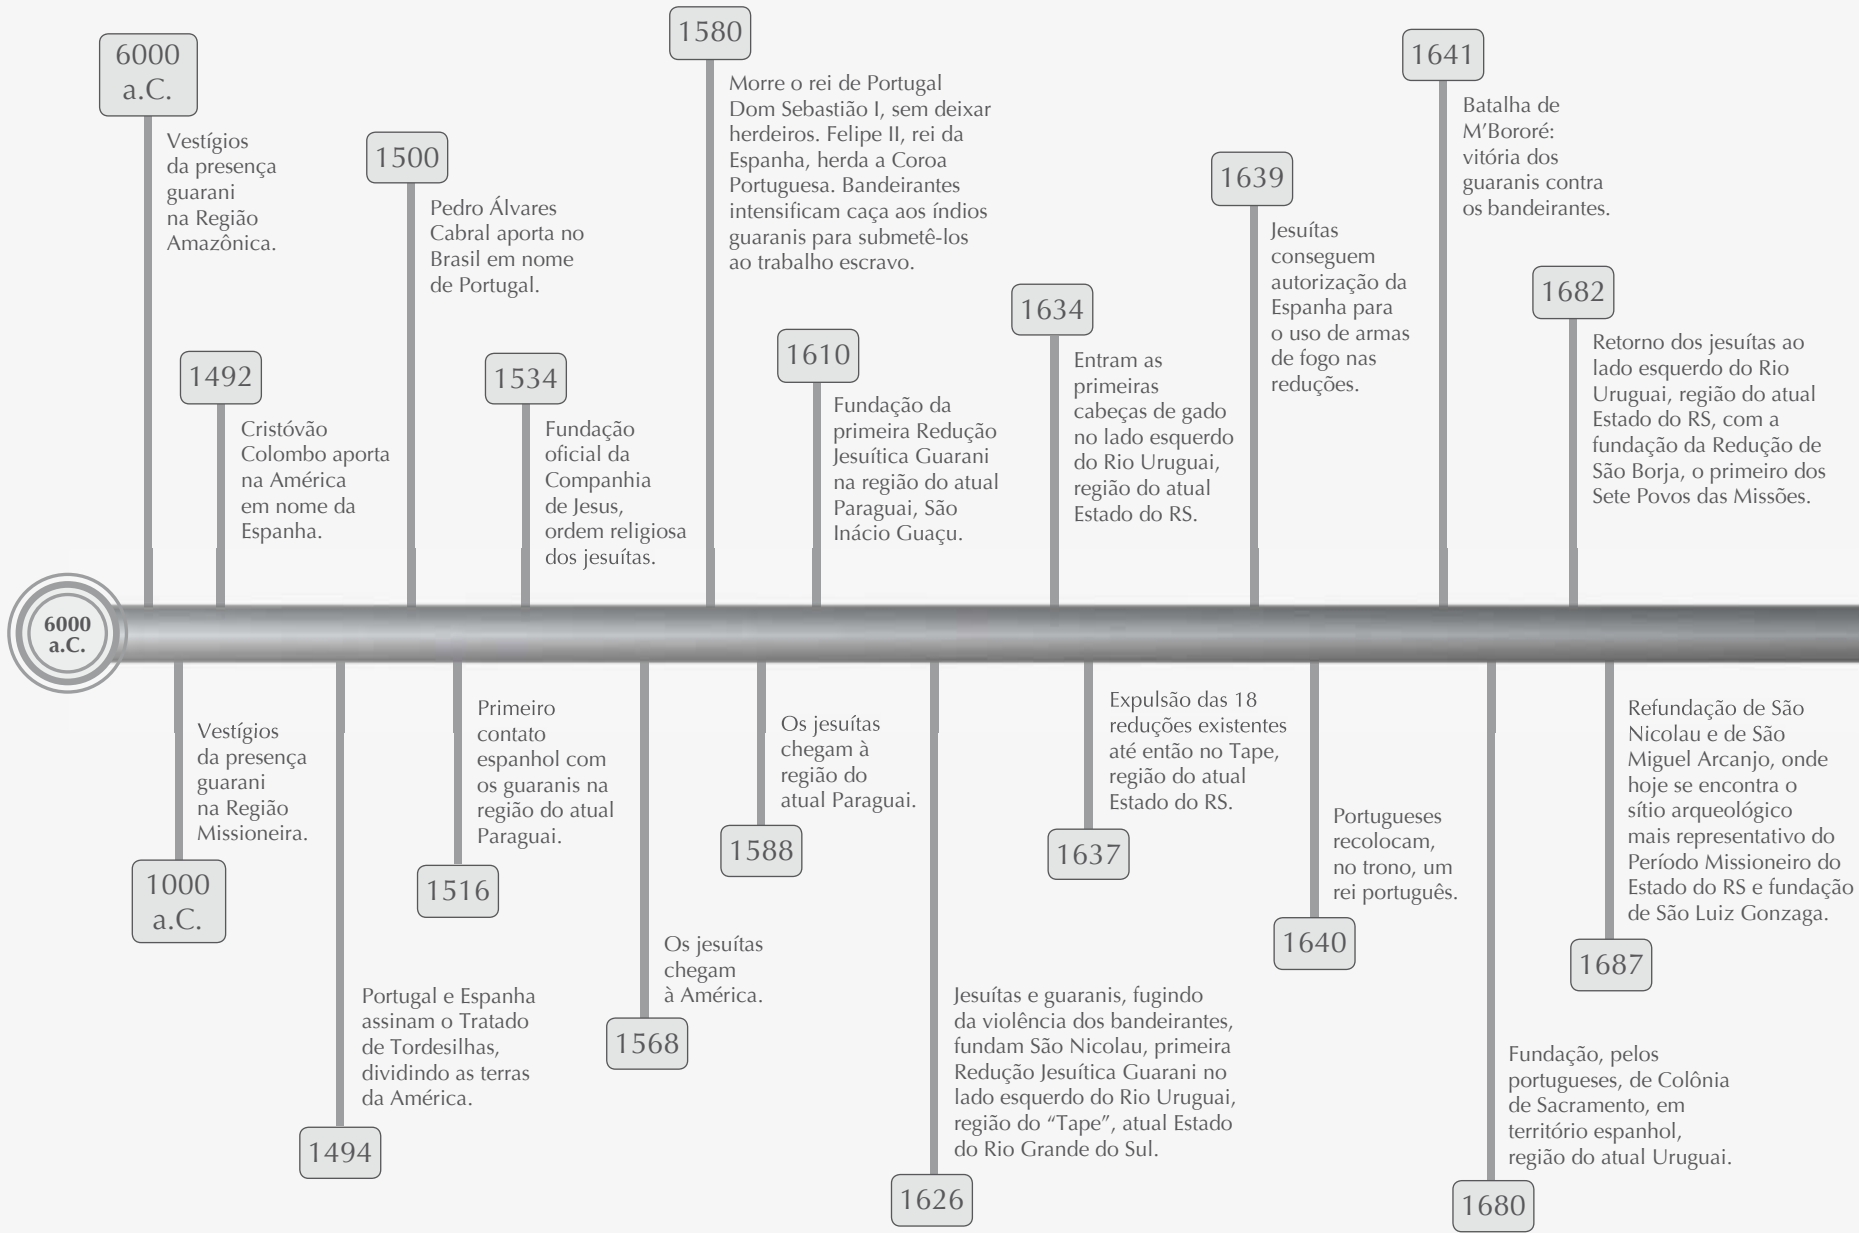 6000
a.C.
6000
a.C.
Vestígios
da presença
guarani
na Região
Amazônica.
1000
a.C.
Vestígios
da presença
guarani
na Região
Missioneira.
1492
Cristóvão
Colombo aporta
na América
em nome da
Espanha.
1494
Portugal e Espanha
assinam o Tratado
de Tordesilhas,
dividindo as terras
da América.
1500
Pedro Álvares
Cabral aporta no
Brasil em nome
de Portugal.
1516
Primeiro
contato
espanhol com
os guaranis na
região do atual
Paraguai.
1534
Fundação
oficial da
Companhia
de Jesus,
ordem religiosa
dos jesuítas.
1568
Os jesuítas
chegam
à América.
1580
Morre o rei de Portugal
Dom Sebastião I, sem deixar
herdeiros. Felipe II, rei da
Espanha, herda a Coroa
Portuguesa. Bandeirantes
intensificam caça aos índios
guaranis para submetê-los
ao trabalho escravo.
1588
Os jesuítas
chegam à
região do
atual Paraguai.
1610
Fundação da
primeira Redução
Jesuítica Guarani
na região do atual
Paraguai, São
Inácio Guaçu.
1626
Jesuítas e guaranis, fugindo
da violência dos bandeirantes,
fundam São Nicolau, primeira
Redução Jesuítica Guarani no
lado esquerdo do Rio Uruguai,
região do “Tape”, atual Estado
do Rio Grande do Sul.
1634
Entram as
primeiras
cabeças de gado
no lado esquerdo
do Rio Uruguai,
região do atual
Estado do RS.
1637
Expulsão das 18
reduções existentes
até então no Tape,
região do atual
Estado do RS.
1639
Jesuítas
conseguem
autorização da
Espanha para
o uso de armas
de fogo nas
reduções.
1640
Portugueses
recolocam,
no trono, um
rei português.
1641
Batalha de
M’Bororé:
vitória dos
guaranis contra
os bandeirantes.
1680
Fundação, pelos
portugueses, de Colônia
de Sacramento, em
território espanhol,
região do atual Uruguai.
1682
Retorno dos jesuítas ao
lado esquerdo do Rio
Uruguai, região do atual
Estado do RS, com a
fundação da Redução de
São Borja, o primeiro dos
Sete Povos das Missões.
1687
Refundação de São
Nicolau e de São
Miguel Arcanjo, onde
hoje se encontra o
sítio arqueológico
mais representativo do
Período Missioneiro do
Estado do RS e fundação
de São Luiz Gonzaga.